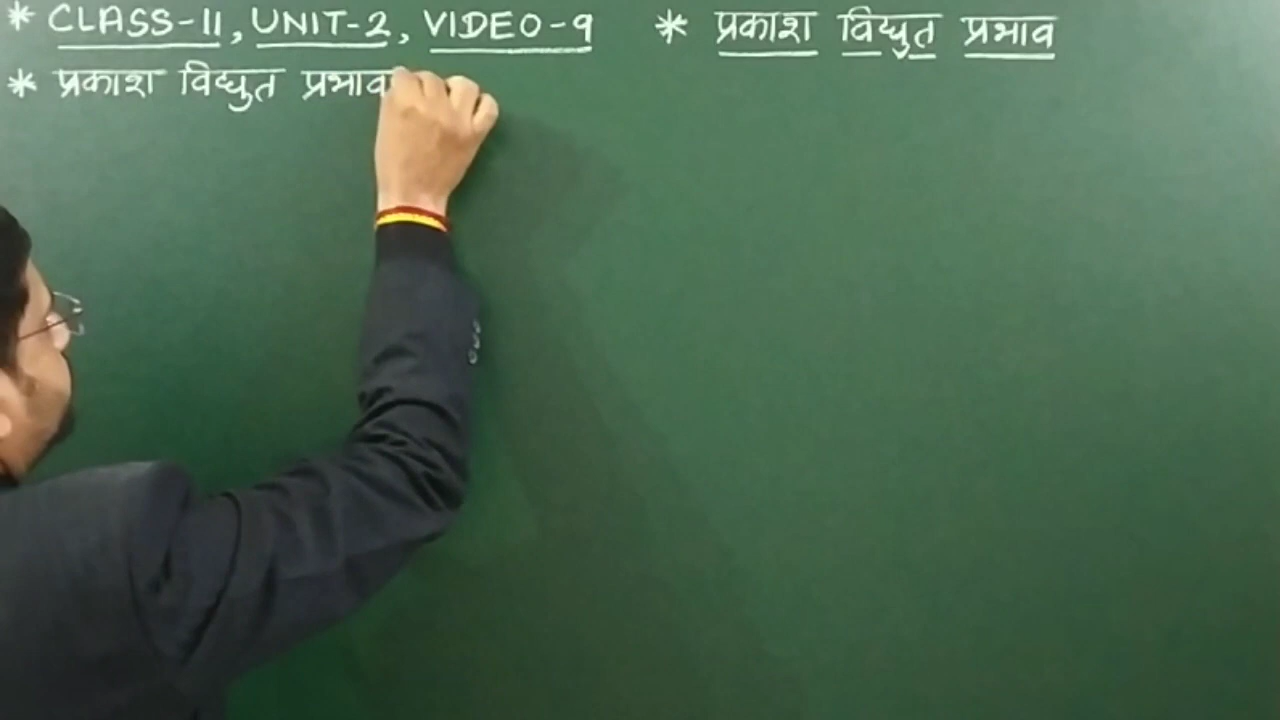 * CLASS-11, UNIT-2, VIDEO-9 * प्रकाश विद्युत प्रभाव
* प्रकाश विद्युत प्रभाव